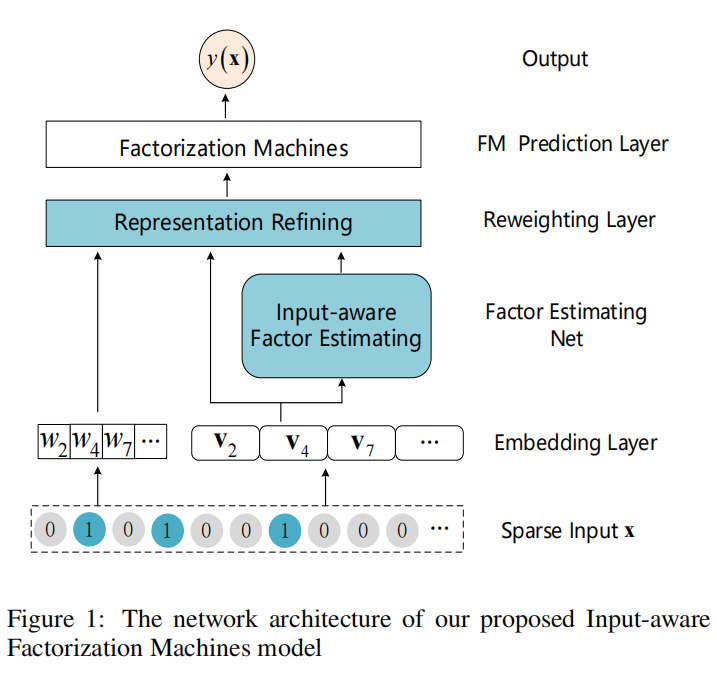 y(x) Output
Factorization Machines FM Prediction Layer
Representation Refining Reweighting Layer
Input-aware Factor Estimating
Factor Estimating Net
w2 w4 w7 ··· v2 v4 v7 ··· Embedding Layer
0 1 0 1 0 0 1 0 0 0 ··· Sparse Input x
Figure 1: The network architecture of our proposed Input-aware
Factorization Machines model